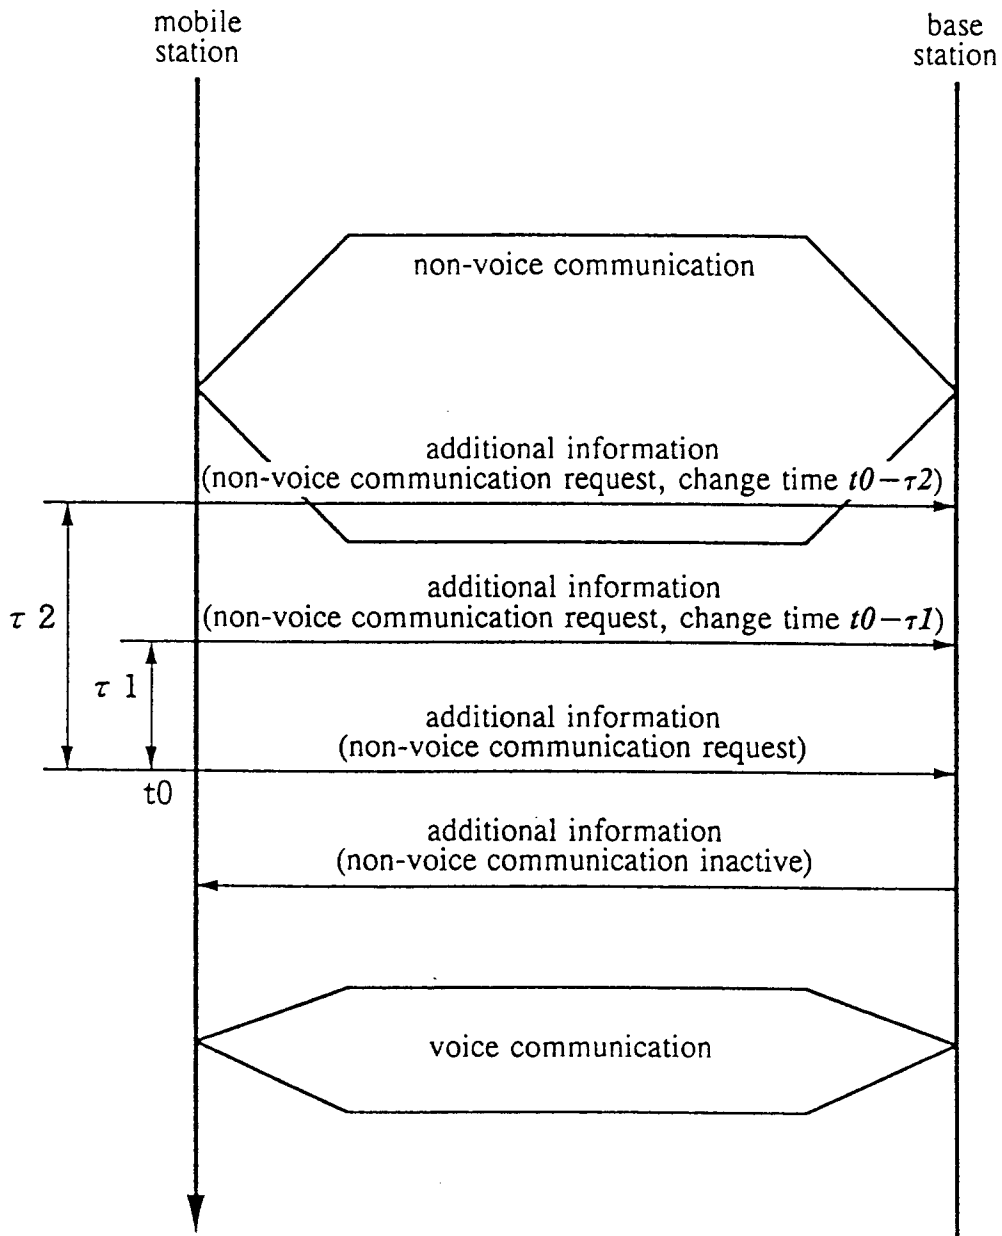 mobile
station
base
station
non-voice communication
additional information
(non-voice communication request, change time t0−τ2)
τ 2
additional information
(non-voice communication request, change time t0−τ1)
τ 1
additional information
(non-voice communication request)
t0
additional information
(non-voice communication inactive)
voice communication